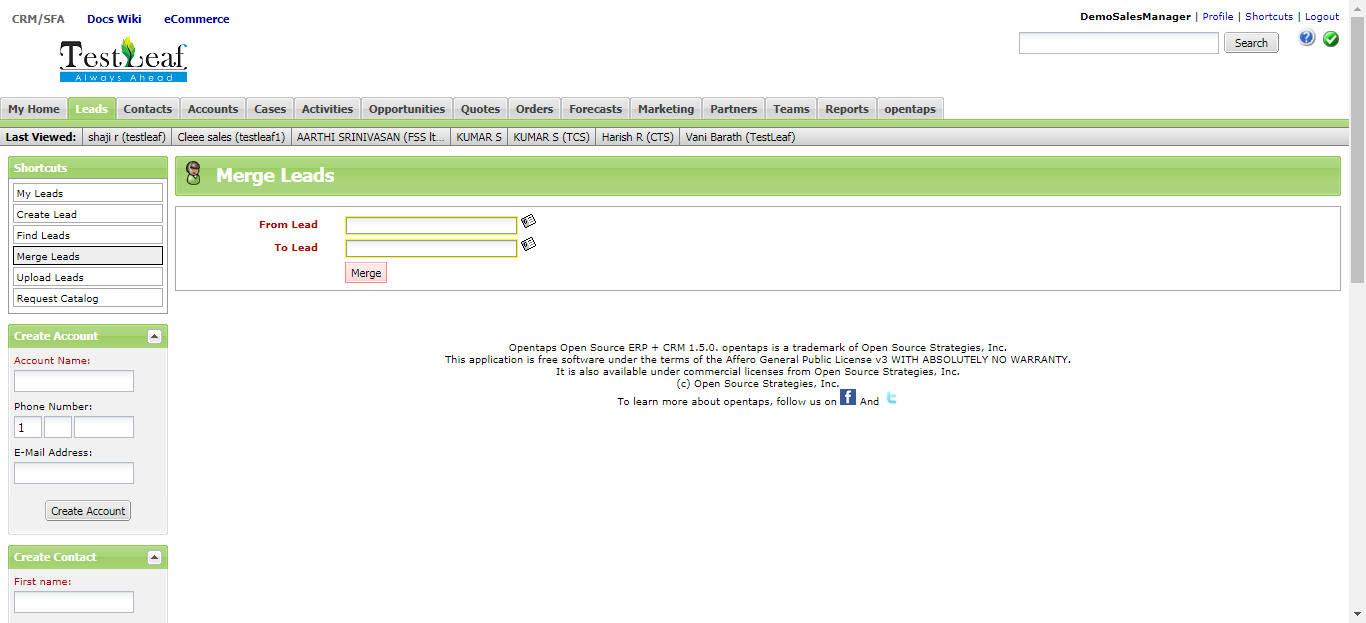 CRM/SFA Docs Wiki eCommerce
DemoSalesManager | Profile | Shortcuts | Logout
Search
TestLeaf
Always Ahead
My Home Leads Contacts Accounts Cases Activities Opportunities Quotes Orders Forecasts Marketing Partners Teams Reports opentaps
Last Viewed: shaji r (testleaf) Cleee sales (testleaf1) AARTHI SRINIVASAN (FSS lt... KUMAR S KUMAR S (TCS) Harish R (CTS) Vani Barath (TestLeaf)
Shortcuts
My Leads
Create Lead
Find Leads
Merge Leads
Upload Leads
Request Catalog
Create Account
Account Name:
Phone Number:
1
E-Mail Address:
Create Account
Create Contact
First name:
Merge Leads
From Lead
To Lead
Merge
Opentaps Open Source ERP + CRM 1.5.0. opentaps is a trademark of Open Source Strategies, Inc.
This application is free software under the terms of the Affero General Public License v3 WITH ABSOLUTELY NO WARRANTY.
It is also available under commercial licenses from Open Source Strategies, Inc.
(c) Open Source Strategies, Inc.
To learn more about opentaps, follow us on f And t